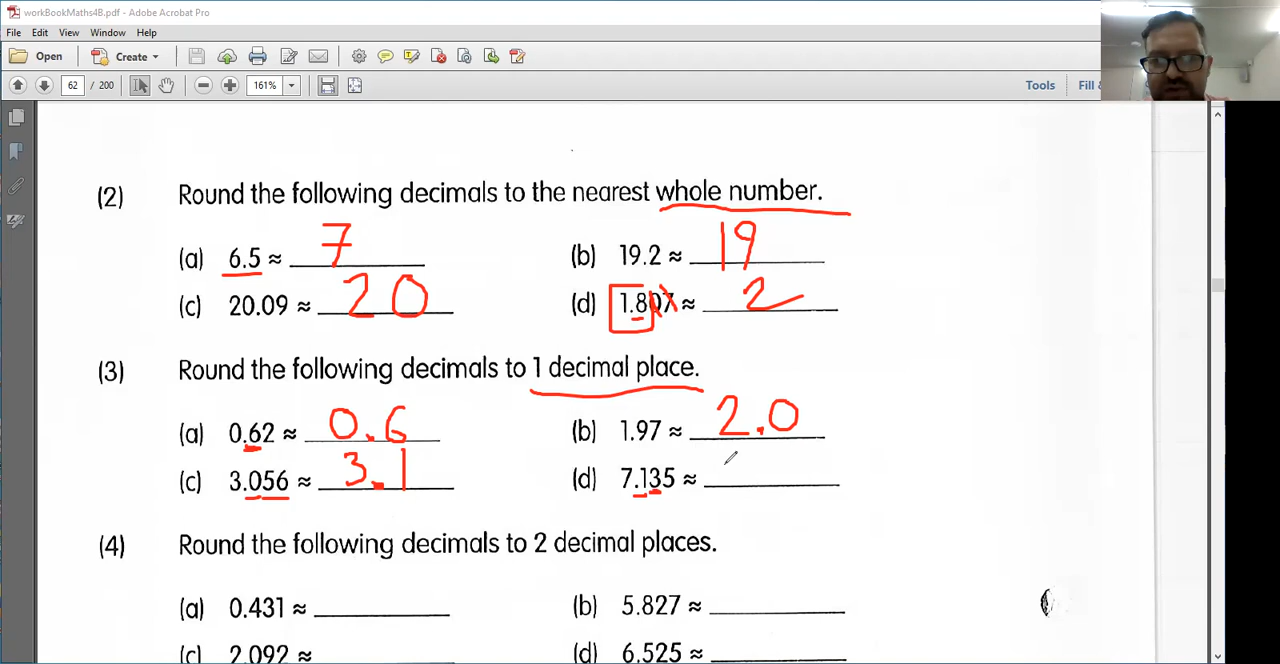 workBookMaths4B.pdf - Adobe Acrobat Pro
File Edit View Window Help
Open Create
62 / 200 161% Tools Fill &
(2) Round the following decimals to the nearest whole number.
(a) 6.5 ≈ 7 (b) 19.2 ≈ 19
(c) 20.09 ≈ 20 (d) 1.807 ≈ 2
(3) Round the following decimals to 1 decimal place.
(a) 0.62 ≈ 0.6 (b) 1.97 ≈ 2.0
(c) 3.056 ≈ 3.1 (d) 7.135 ≈
(4) Round the following decimals to 2 decimal places.
(a) 0.431 ≈ (b) 5.827 ≈
(c) 2.092 ≈ (d) 6.525 ≈